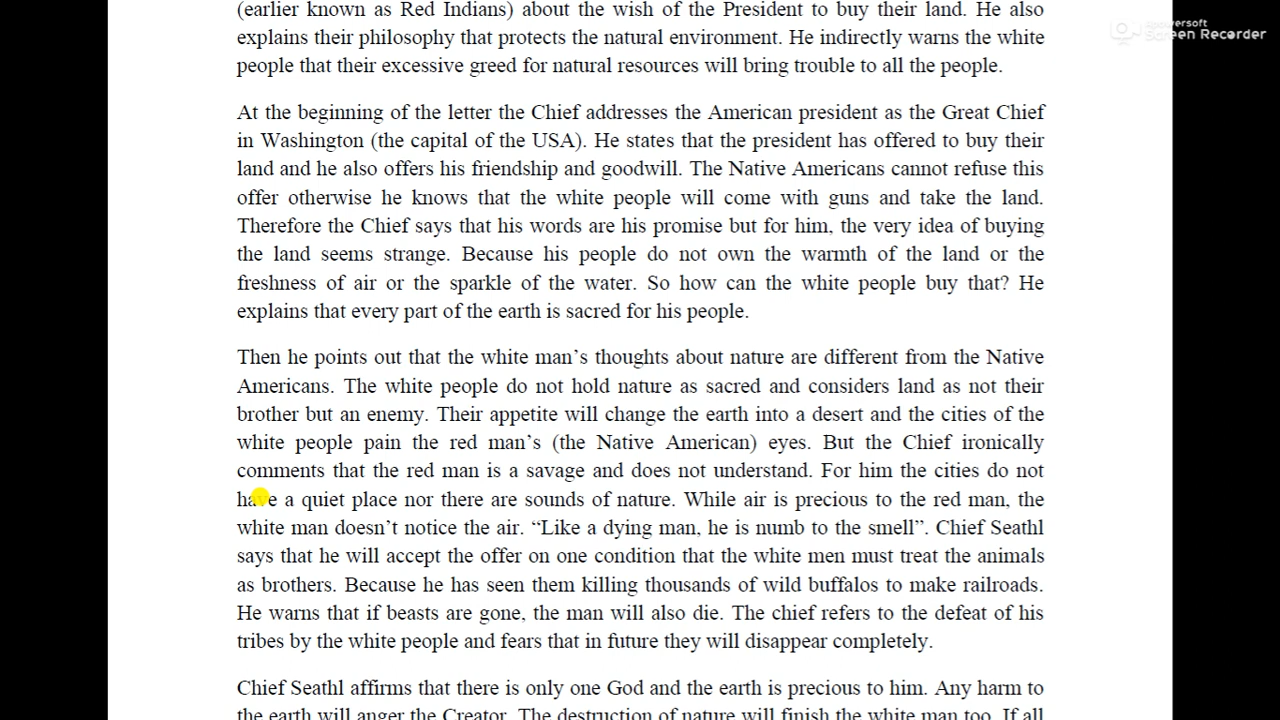 (earlier known as Red Indians) about the wish of the President to buy their land. He also
explains their philosophy that protects the natural environment. He indirectly warns the white
people that their excessive greed for natural resources will bring trouble to all the people.
At the beginning of the letter the Chief addresses the American president as the Great Chief
in Washington (the capital of the USA). He states that the president has offered to buy their
land and he also offers his friendship and goodwill. The Native Americans cannot refuse this
offer otherwise he knows that the white people will come with guns and take the land.
Therefore the Chief says that his words are his promise but for him, the very idea of buying
the land seems strange. Because his people do not own the warmth of the land or the
freshness of air or the sparkle of the water. So how can the white people buy that? He
explains that every part of the earth is sacred for his people.
Then he points out that the white man’s thoughts about nature are different from the Native
Americans. The white people do not hold nature as sacred and considers land as not their
brother but an enemy. Their appetite will change the earth into a desert and the cities of the
white people pain the red man’s (the Native American) eyes. But the Chief ironically
comments that the red man is a savage and does not understand. For him the cities do not
have a quiet place nor there are sounds of nature. While air is precious to the red man, the
white man doesn’t notice the air. “Like a dying man, he is numb to the smell”. Chief Seathl
says that he will accept the offer on one condition that the white men must treat the animals
as brothers. Because he has seen them killing thousands of wild buffalos to make railroads.
He warns that if beasts are gone, the man will also die. The chief refers to the defeat of his
tribes by the white people and fears that in future they will disappear completely.
Chief Seathl affirms that there is only one God and the earth is precious to him. Any harm to
the earth will anger the Creator. The destruction of nature will finish the white man too. If all
Screen Recorder